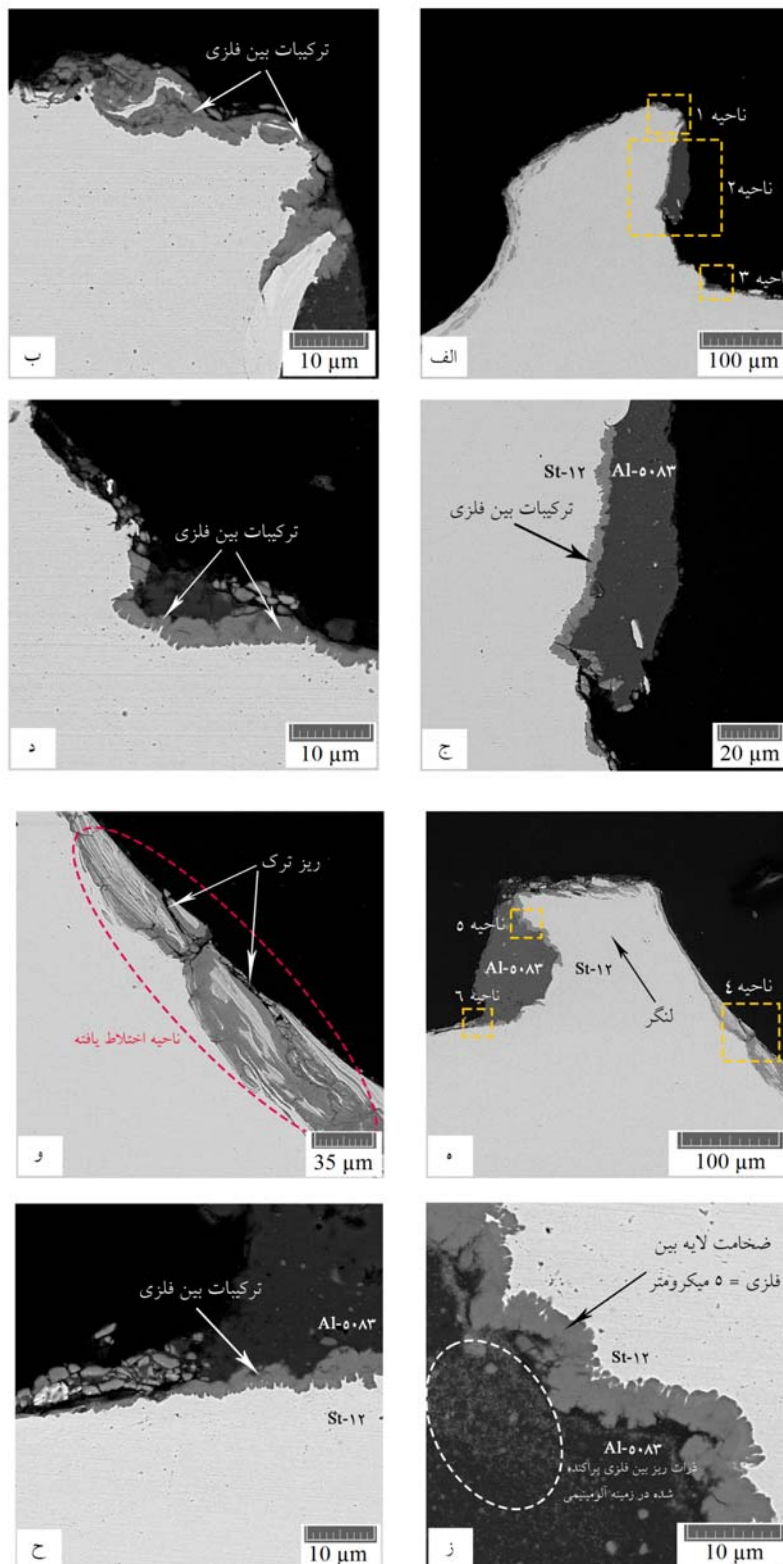 ناحیه ۱
ناحیه۲
ناحیه ۳
100 µm
الف
ترکیبات بین فلزی
10 µm
ب
St-۱۲
Al-۵۰۸۳
ترکیبات بین فلزی
20 µm
ج
ترکیبات بین فلزی
10 µm
د
ناحیه ۵
Al-۵۰۸۳
St-۱۲
ناحیه ٤
ناحیه ۶
لنگر
100 µm
ه
ریز ترک
ناحیه اختلاط یافته
35 µm
و
ضخامت لایه بین
فلزی = ۵ میکرومتر
St-۱۲
Al-۵۰۸۳
ذرات ریز بین فلزی پراکنده
شده در زمینه آلومینیمی
10 µm
ز
ترکیبات بین فلزی
Al-۵۰۸۳
St-۱۲
10 µm
ح